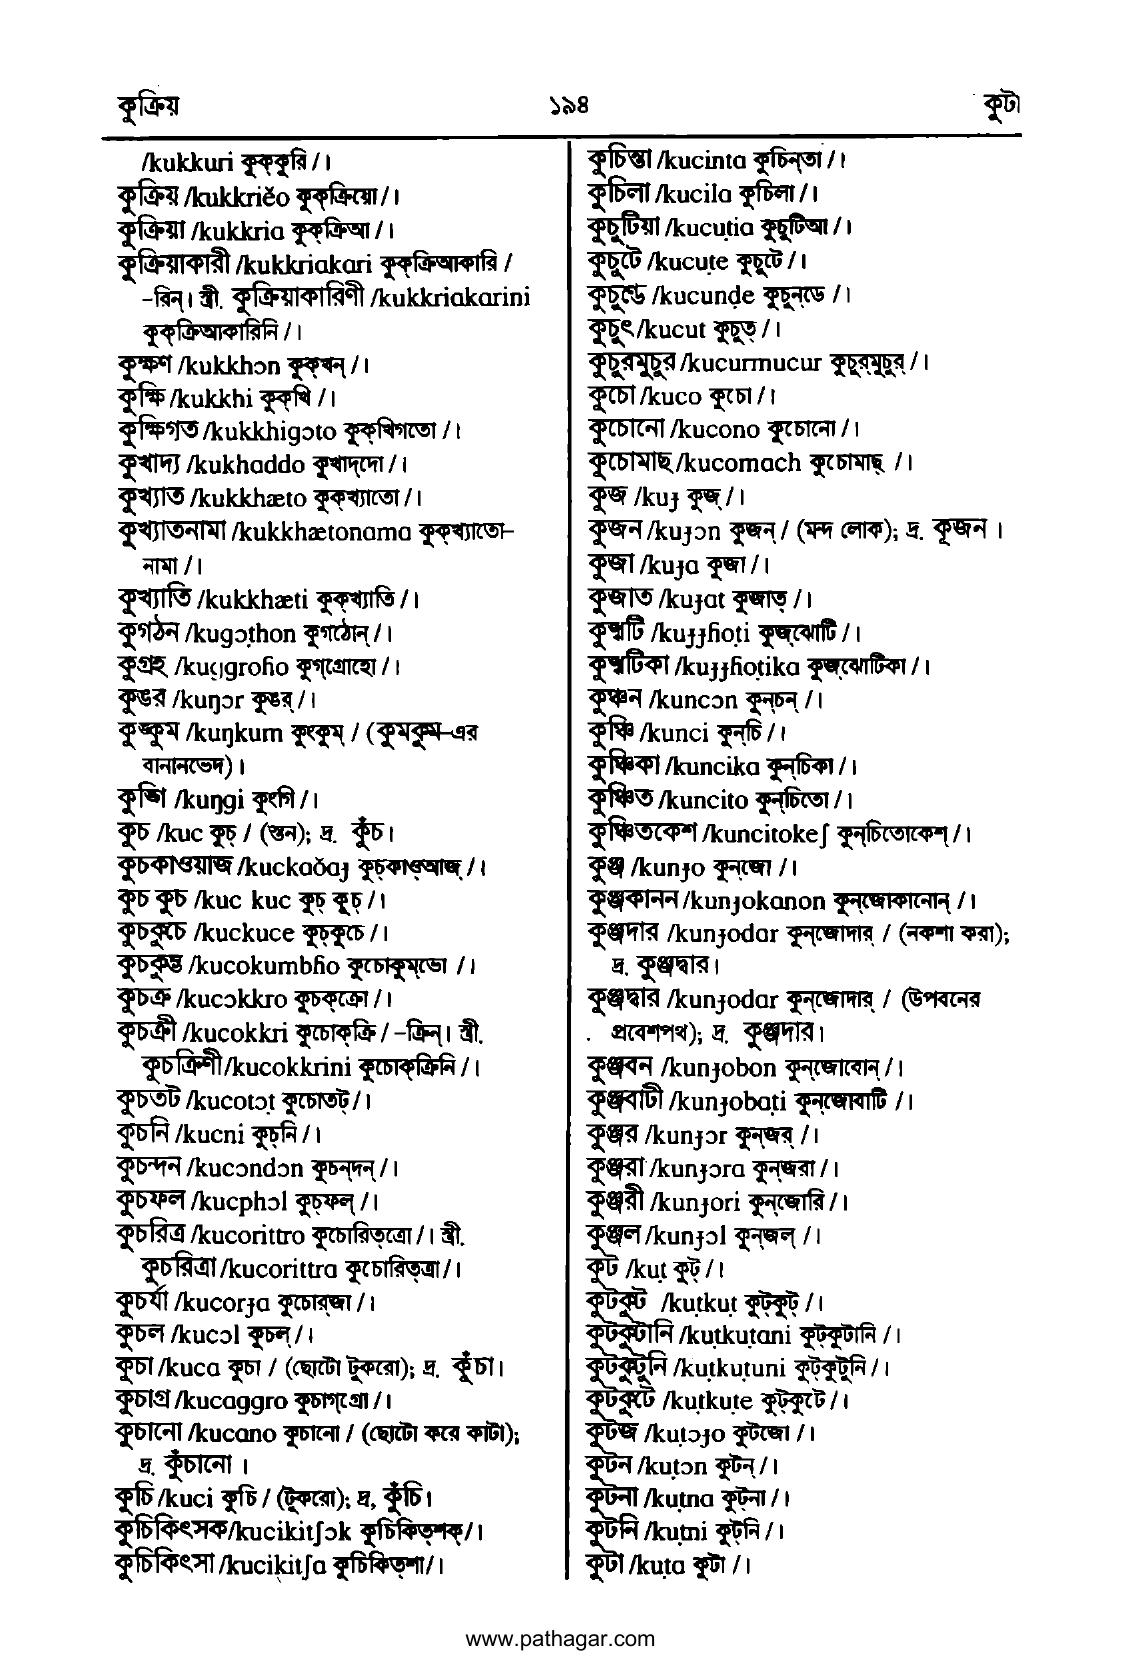 কুক্রিয়
১৯৪
কুটা
/kukkuri কুক্‌কুরি / ।
কুক্রিয় /kukkriĕo কুক্‌ক্রিয়ো / ।
কুক্রিয়া /kukkria কুক্‌ক্রিআ / ।
কুক্রিয়াকারী /kukkriakari কুক্‌ক্রিআকারি /
-রিন্ । স্ত্রী. কুক্রিয়াকারিণী /kukkriakarini
কুক্‌ক্রিআকারিনি / ।
কুক্ষণ /kukkhɔn কুক্‌খন্ / ।
কুক্ষি /kukkhi কুক্‌খি / ।
কুক্ষিগত /kukkhigɔto কুক্‌খিগতো / ।
কুখাদ্য /kukhaddo কুখাদ্‌দো / ।
কুখ্যাত /kukkhæto কুক্‌খ্যাতো / ।
কুখ্যাতনামা /kukkhætonama কুক্‌খ্যাতো-
নামা / ।
কুখ্যাতি /kukkhæti কুক্‌খ্যাতি / ।
কুগঠন /kugɔṭhon কুগঠোন্ / ।
কুগ্রহ /kuggroɦo কুগ্‌গ্রোহো / ।
কুঙর /kuŋɔr কুঙর্ / ।
কুঙ্কুম /kuŋkum কুংকুম্ / (কুমকুম-এর
বানানভেদ) ।
কুঙ্গি /kuŋgi কুংগি / ।
কুচ /kuc কুচ্ / (স্তন); দ্র. কুঁচ ।
কুচকাওয়াজ /kuckaŏaɟ কুচ্‌কাওআজ্ / ।
কুচ কুচ /kuc kuc কুচ্ কুচ্ / ।
কুচকুচে /kuckuce কুচ্‌কুচে / ।
কুচকুম্ভ /kucokumbɦo কুচোকুম্‌ভো / ।
কুচক্র /kucɔkkro কুচক্‌ক্রো / ।
কুচক্রী /kucokkri কুচোক্‌ক্রি / -ক্রিন্ । স্ত্রী.
কুচক্রিণী /kucokkrini কুচোক্‌ক্রিনি / ।
কুচতট /kucotɔṭ কুচোতট্ / ।
কুচনি /kucni কুচ্‌নি / ।
কুচন্দন /kucɔndɔn কুচন্‌দন্ / ।
কুচফল /kucphɔl কুচ্‌ফল্ / ।
কুচরিত্র /kucorittro কুচোরিত্‌ত্রো / । স্ত্রী.
কুচরিত্রা /kucorittra কুচোরিত্‌ত্রা / ।
কুচর্যা /kucorɟa কুচোর্‌জা / ।
কুচল /kucɔl কুচল্ / ।
কুচা /kuca কুচা / (ছোটো টুকরো); দ্র. কুঁচা ।
কুচাগ্র /kucaggro কুচাগ্‌গ্রো / ।
কুচানো /kucano কুচানো / (ছোটো করে কাটা);
দ্র. কুঁচানো ।
কুচি /kuci কুচি / (টুকরো); দ্র, কুঁচি ।
কুচিকিৎসক /kucikitʃɔk কুচিকিত্‌শক্ / ।
কুচিকিৎসা /kucikitʃa কুচিকিত্‌শা / ।
কুচিন্তা /kucinta কুচিন্‌তা / ।
কুচিলা /kucila কুচিলা / ।
কুচুটিয়া /kucuṭia কুচুটিআ / ।
কুচুটে /kucuṭe কুচুটে / ।
কুচুণ্ডে /kucunḍe কুচুন্‌ডে / ।
কুচুৎ /kucut কুচুত্ / ।
কুচুরমুচুর /kucurmucur কুচুর্‌মুচুর্ / ।
কুচো /kuco কুচো / ।
কুচোনো /kucono কুচোনো / ।
কুচোমাছ /kucomach কুচোমাছ্ / ।
কুজ /kuɟ কুজ্ / ।
কুজন /kuɟɔn কুজন্ / (মন্দ লোক); দ্র. কূজন ।
কুজা /kuɟa কুজা / ।
কুজাত /kuɟat কুজাত্ / ।
কুজ্ঝটি /kuɟɟɦoṭi কুজ্‌ঝোটি / ।
কুজ্ঝটিকা /kuɟɟɦoṭika কুজ্‌ঝোটিকা / ।
কুঞ্চন /kuncɔn কুন্‌চন্ / ।
কুঞ্চি /kunci কুন্‌চি / ।
কুঞ্চিকা /kuncika কুন্‌চিকা / ।
কুঞ্চিত /kuncito কুন্‌চিতো / ।
কুঞ্চিতকেশ /kuncitokeʃ কুন্‌চিতোকেশ্ / ।
কুঞ্জ /kunɟo কুন্‌জো / ।
কুঞ্জকানন /kunɟokanon কুন্‌জোকানোন্ / ।
কুঞ্জদার /kunɟodar কুন্‌জোদার্ / (নকশা করা);
দ্র. কুঞ্জদ্বার ।
কুঞ্জদ্বার /kunɟodar কুন্‌জোদার্ / (উপবনের
প্রবেশপথ); দ্র. কুঞ্জদার ।
কুঞ্জবন /kunɟobon কুন্‌জোবোন্ / ।
কুঞ্জবাটী /kunɟobaṭi কুন্‌জোবাটি / ।
কুঞ্জর /kunɟɔr কুন্‌জর্ / ।
কুঞ্জরা /kunɟɔra কুন্‌জরা / ।
কুঞ্জরী /kunɟori কুন্‌জোরি / ।
কুঞ্জল /kunɟɔl কুন্‌জল্ / ।
কুট /kuṭ কুট্ / ।
কুটকুট /kuṭkuṭ কুট্‌কুট্ / ।
কুটকুটানি /kuṭkuṭani কুট্‌কুটানি / ।
কুটকুটুনি /kuṭkuṭuni কুট্‌কুটুনি / ।
কুটকুটে /kuṭkuṭe কুট্‌কুটে / ।
কুটজ /kuṭɔɟo কুটজো / ।
কুটন /kuṭɔn কুটন্ / ।
কুটনা /kuṭna কুট্‌না / ।
কুটনি /kuṭni কুট্‌নি / ।
কুটা /kuṭa কুটা / ।
www.pathagar.com